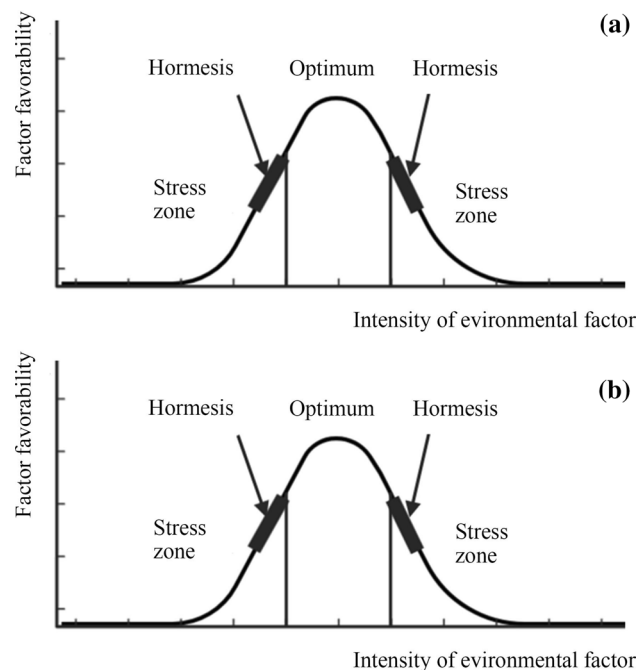 (a)
Factor favorability
Hormesis
Optimum
Hormesis
Stress
zone
Stress
zone
Intensity of evironmental factor
(b)
Factor favorability
Hormesis
Optimum
Hormesis
Stress
zone
Stress
zone
Intensity of evironmental factor